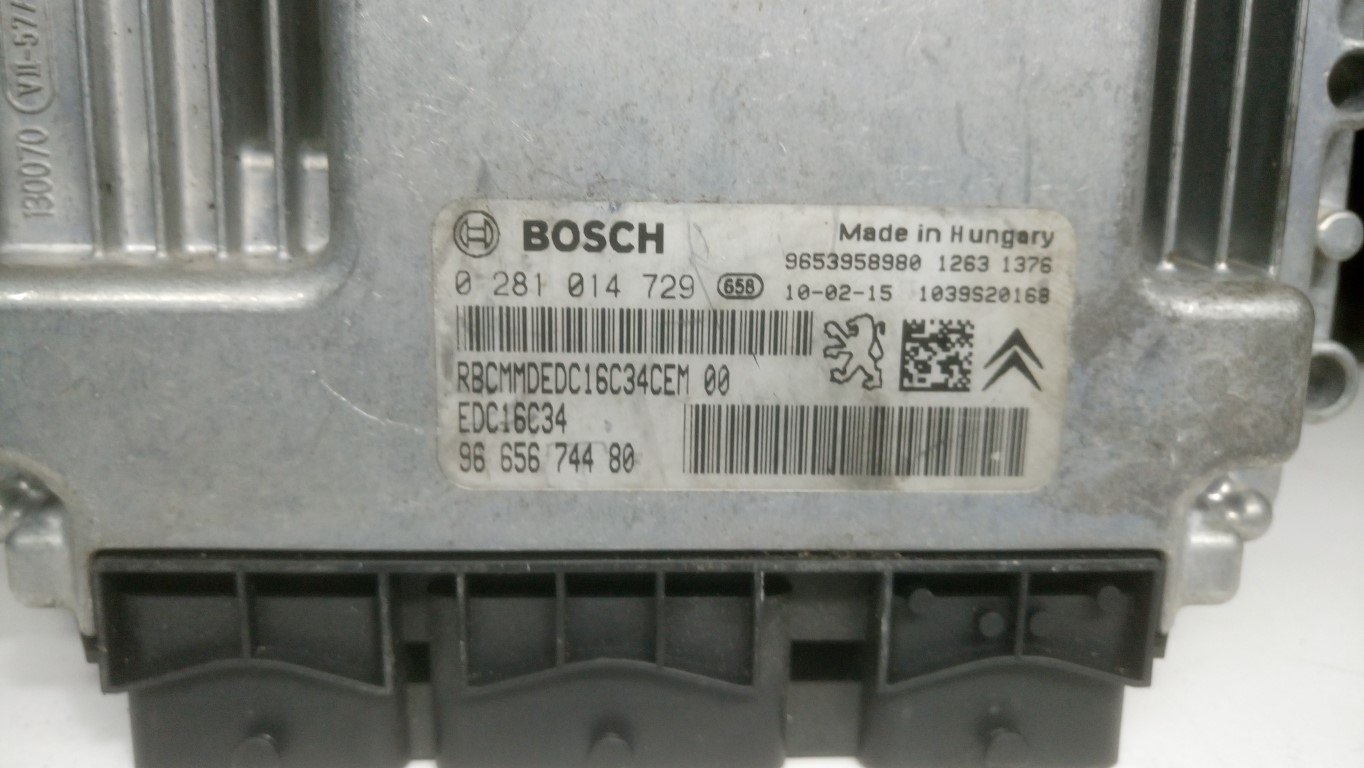 BOSCH
Made in Hungary
9653958980 1263 1376
0 281 014 729 658
10-02-15 1039S20168
RBCMMDEDC16C34CEM 00
EDC16C34
96 656 744 80
130070